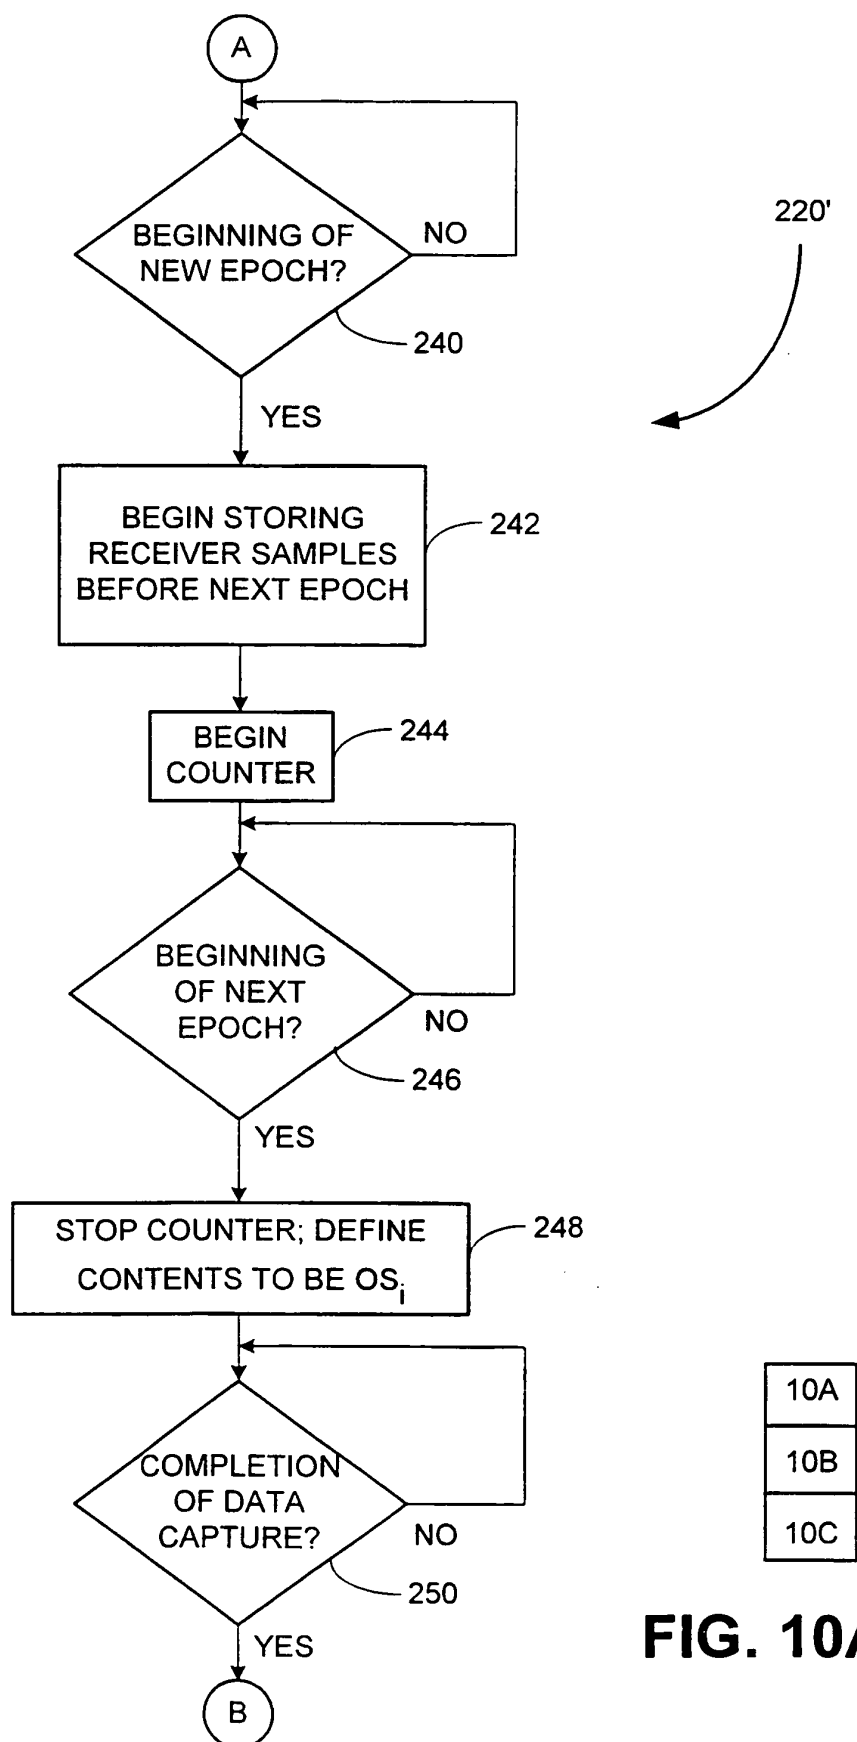 A
BEGINNING OF
NEW EPOCH?
NO
240
220'
YES
BEGIN STORING
RECEIVER SAMPLES
BEFORE NEXT EPOCH
242
BEGIN
COUNTER
244
BEGINNING
OF NEXT
EPOCH?
NO
246
YES
STOP COUNTER; DEFINE
CONTENTS TO BE OSi
248
COMPLETION
OF DATA
CAPTURE?
NO
250
YES
B
10A
10B
10C
FIG. 10A